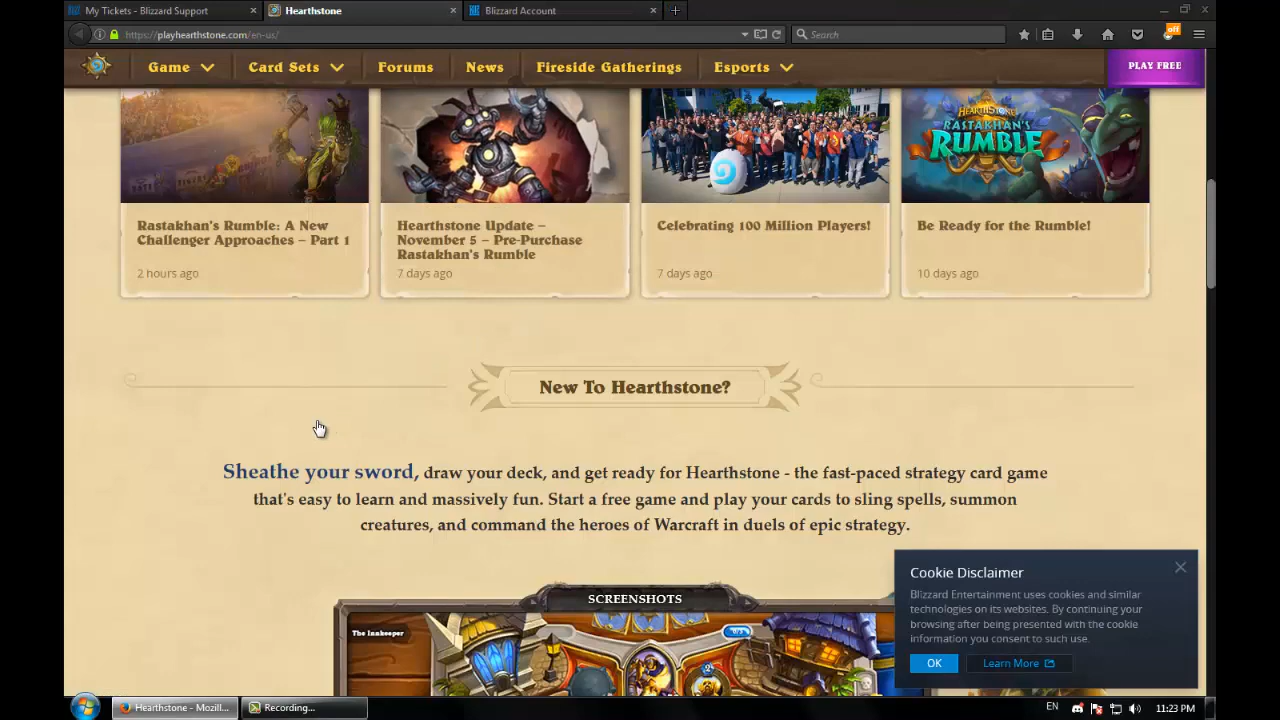 My Tickets - Blizzard Support
Hearthstone
Blizzard Account
https://playhearthstone.com/en-us/
Search
off
Game
Card Sets
Forums
News
Fireside Gatherings
Esports
PLAY FREE
HEARTHSTONE
RASTAKHAN'S
RUMBLE
Rastakhan's Rumble: A New
Challenger Approaches – Part 1
2 hours ago
Hearthstone Update –
November 5 – Pre-Purchase
Rastakhan's Rumble
7 days ago
Celebrating 100 Million Players!
7 days ago
Be Ready for the Rumble!
10 days ago
New To Hearthstone?
Sheathe your sword, draw your deck, and get ready for Hearthstone - the fast-paced strategy card game
that's easy to learn and massively fun. Start a free game and play your cards to sling spells, summon
creatures, and command the heroes of Warcraft in duels of epic strategy.
SCREENSHOTS
The Innkeeper
Cookie Disclaimer
Blizzard Entertainment uses cookies and similar
technologies on its websites. By continuing your
browsing after being presented with the cookie
information you consent to such use.
OK
Learn More
Hearthstone - Mozill...
Recording...
EN
11:23 PM